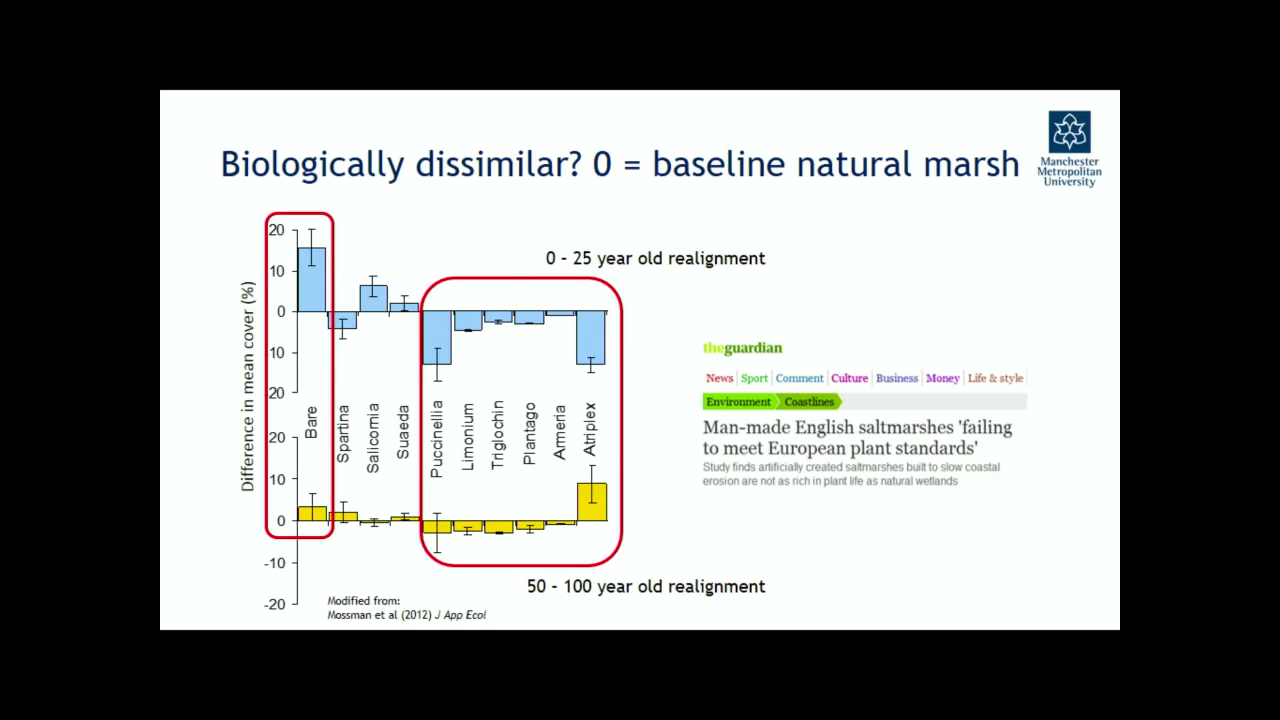 Biologically dissimilar? 0 = baseline natural marsh
Manchester
Metropolitan
University
0 - 25 year old realignment
Difference in mean cover (%)
20
10
0
10
20
Bare
Spartina
Salicornia
Suaeda
Puccinellia
Limonium
Triglochin
Plantago
Armeria
Atriplex
20
10
0
-10
-20
50 - 100 year old realignment
Modified from:
Mossman et al (2012) J App Ecol
theguardian
News Sport Comment Culture Business Money Life & style
Environment Coastlines
Man-made English saltmarshes 'failing
to meet European plant standards'
Study finds artificially created saltmarshes built to slow coastal
erosion are not as rich in plant life as natural wetlands